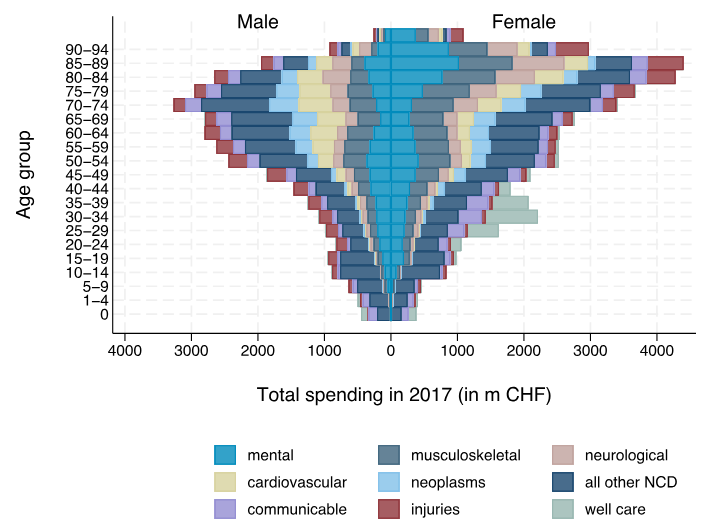 Male Female
90–94
85–89
80–84
75–79
70–74
65–69
60–64
55–59
50–54
45–49
40–44
35–39
30–34
25–29
20–24
15–19
10–14
5–9
1–4
0
Age group
4000 3000 2000 1000 0 1000 2000 3000 4000
Total spending in 2017 (in m CHF)
mental musculoskeletal neurological
cardiovascular neoplasms all other NCD
communicable injuries well care